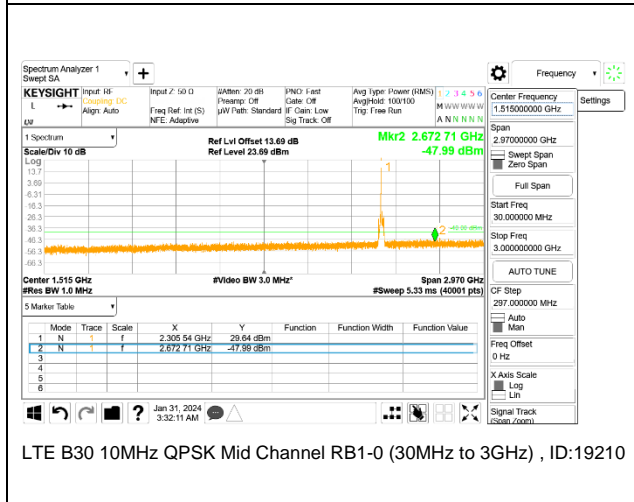 Spectrum Analyzer 1
Swept SA
Frequency
KEYSIGHT Input: RF Input Z: 50 Ω #Atten: 20 dB PNO: Fast Avg Type: Power (RMS) 1 2 3 4 5 6
L Coupling: DC Preamp: Off Gate: Off Avg|Hold: 100/100 M W W W W W
Align: Auto Freq Ref: Int (S) µW Path: Standard IF Gain: Low Trig: Free Run
NFE: Adaptive Sig Track: Off A N N N N N
Center Frequency
1.515000000 GHz
Settings
Span
2.97000000 GHz
Swept Span
Zero Span
Full Span
Start Freq
30.000000 MHz
Stop Freq
3.000000000 GHz
AUTO TUNE
CF Step
297.000000 MHz
Auto
Man
Freq Offset
0 Hz
X Axis Scale
Log
Lin
Signal Track
(Span Zoom)
1 Spectrum
Scale/Div 10 dB
Ref Lvl Offset 13.69 dB
Ref Level 23.69 dBm
Mkr2 2.672 71 GHz
-47.99 dBm
Log
13.7
3.69
-6.31
-16.3
-26.3
-36.3
-46.3
-56.3
-66.3
1
2
Center 1.515 GHz #Video BW 3.0 MHz* Span 2.970 GHz
#Res BW 1.0 MHz #Sweep 5.33 ms (40001 pts)
5 Marker Table
Mode Trace Scale X Y Function Function Width Function Value
1 N 1 f 2.305 54 GHz 29.64 dBm
2 N 1 f 2.672 71 GHz -47.99 dBm
3
4
5
6
Jan 31, 2024
3:32:11 AM
LTE B30 10MHz QPSK Mid Channel RB1-0 (30MHz to 3GHz) , ID:19210